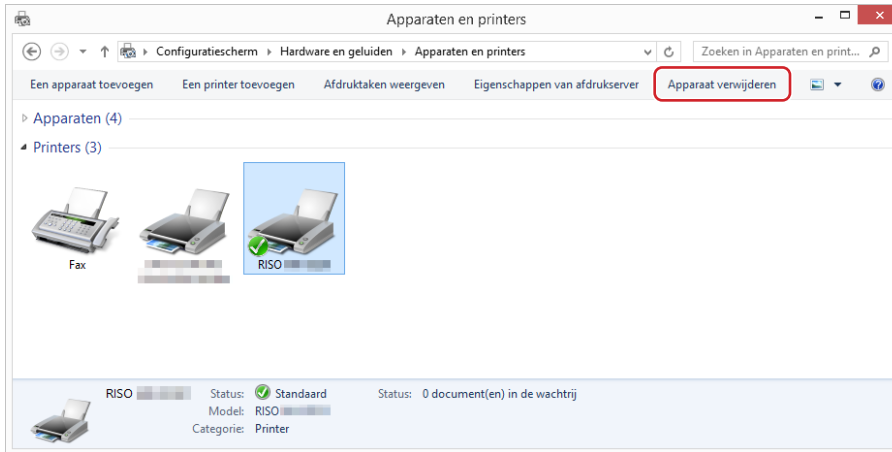 Apparaten en printers
Configuratiescherm Hardware en geluiden Apparaten en printers Zoeken in Apparaten en print...
Een apparaat toevoegen Een printer toevoegen Afdruktaken weergeven Eigenschappen van afdrukserver Apparaat verwijderen
Apparaten (4)
Printers (3)
Fax RISO
RISO Status: Standaard Status: 0 document(en) in de wachtrij
Model: RISO
Categorie: Printer